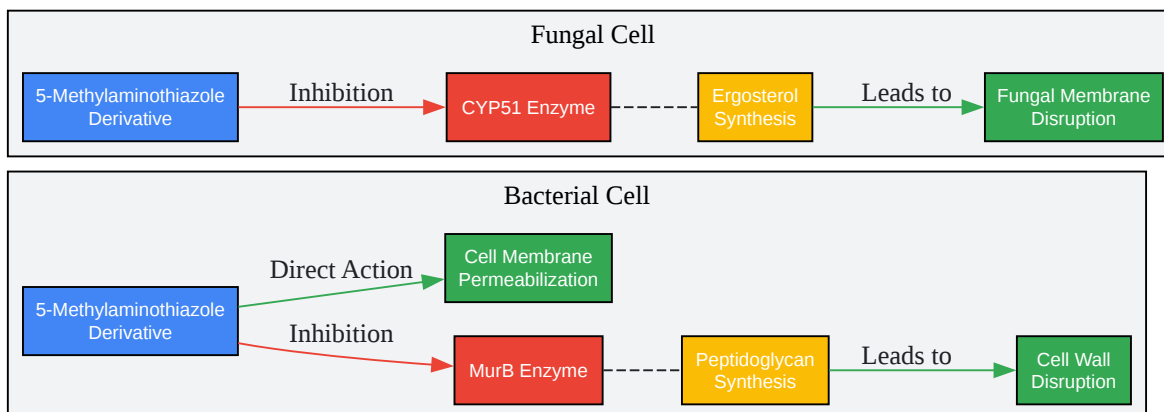 Fungal Cell
5-Methylaminothiazole
Derivative
Inhibition
CYP51 Enzyme
Ergosterol
Synthesis
Leads to
Fungal Membrane
Disruption
Bacterial Cell
5-Methylaminothiazole
Derivative
Direct Action
Cell Membrane
Permeabilization
Inhibition
MurB Enzyme
Peptidoglycan
Synthesis
Leads to
Cell Wall
Disruption